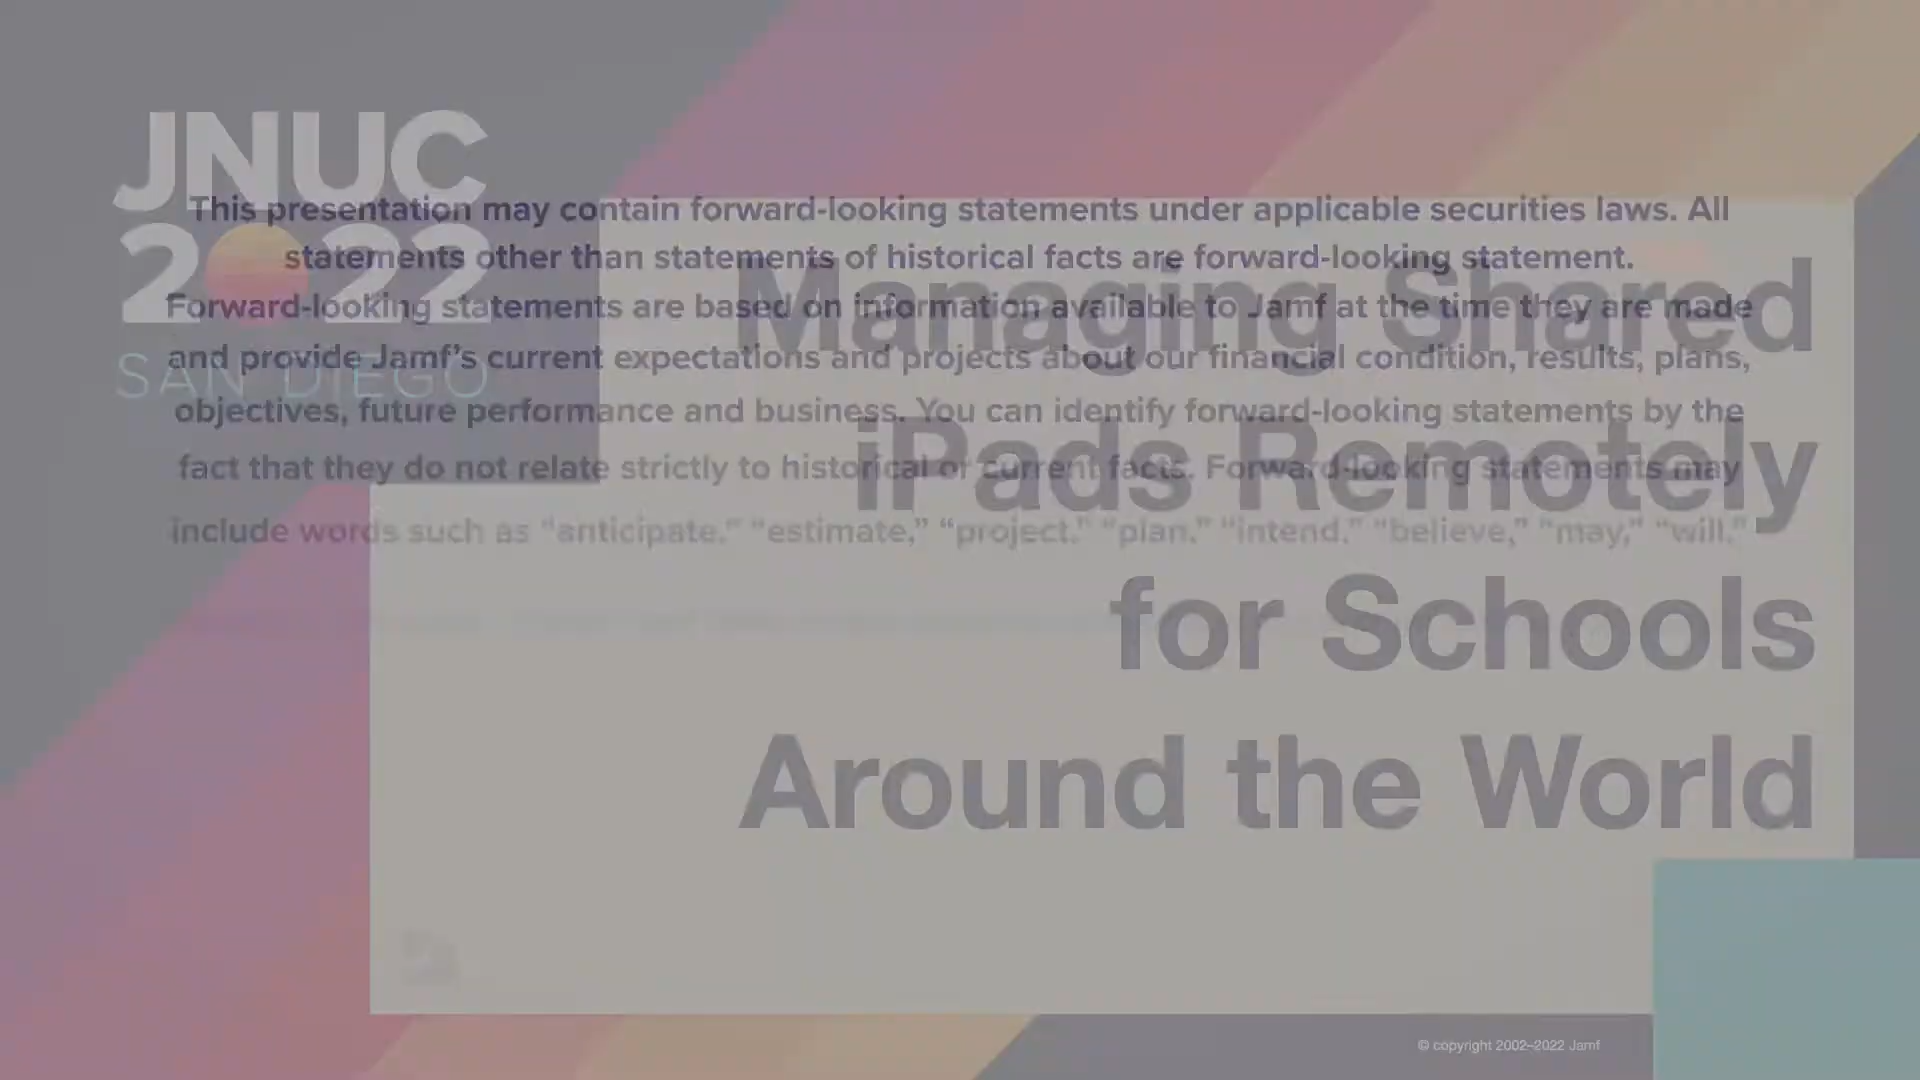 JNUC
2022
SAN DIEGO
This presentation may contain forward-looking statements under applicable securities laws. All
statements other than statements of historical facts are forward-looking statement.
Forward-looking statements are based on information available to Jamf at the time they are made
and provide Jamf’s current expectations and projects about our financial condition, results, plans,
objectives, future performance and business. You can identify forward-looking statements by the
fact that they do not relate strictly to historical or current facts. Forward-looking statements may
include words such as “anticipate,” “estimate,” “project,” “plan,” “intend,” “believe,” “may,” “will,”
Managing Shared
iPads Remotely
for Schools
Around the World
© copyright 2002–2022 Jamf